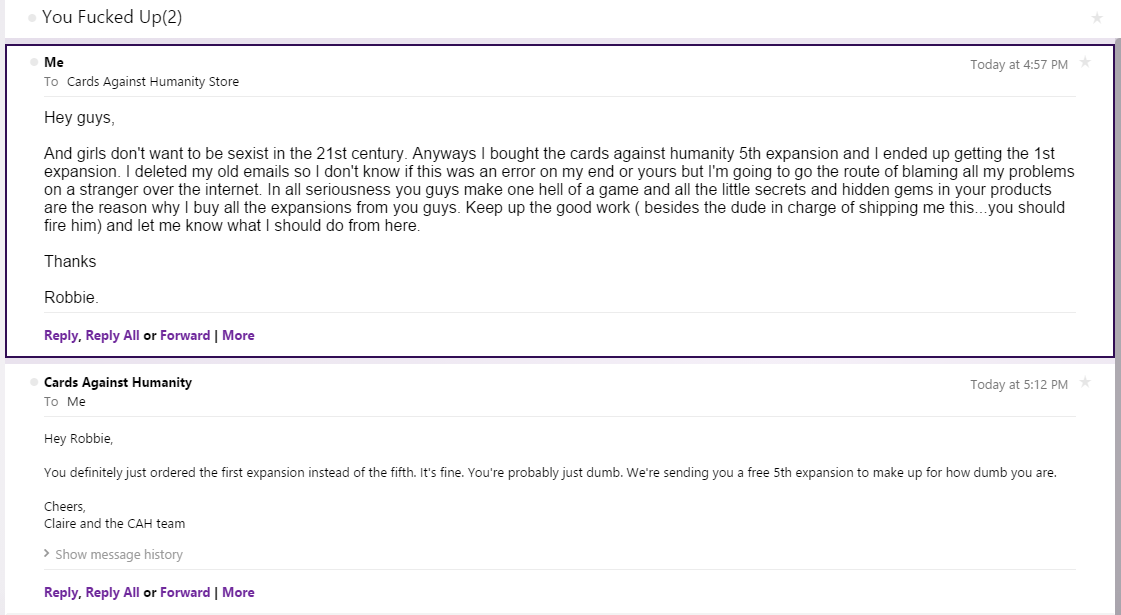 You Fucked Up(2)
Me
Today at 4:57 PM
To Cards Against Humanity Store
Hey guys,
And girls don't want to be sexist in the 21st century. Anyways I bought the cards against humanity 5th expansion and I ended up getting the 1st
expansion. I deleted my old emails so I don't know if this was an error on my end or yours but I'm going to go the route of blaming all my problems
on a stranger over the internet. In all seriousness you guys make one hell of a game and all the little secrets and hidden gems in your products
are the reason why I buy all the expansions from you guys. Keep up the good work ( besides the dude in charge of shipping me this...you should
fire him) and let me know what I should do from here.
Thanks
Robbie.
Reply, Reply All or Forward | More
Cards Against Humanity
Today at 5:12 PM
To Me
Hey Robbie,
You definitely just ordered the first expansion instead of the fifth. It's fine. You're probably just dumb. We're sending you a free 5th expansion to make up for how dumb you are.
Cheers,
Claire and the CAH team
> Show message history
Reply, Reply All or Forward | More